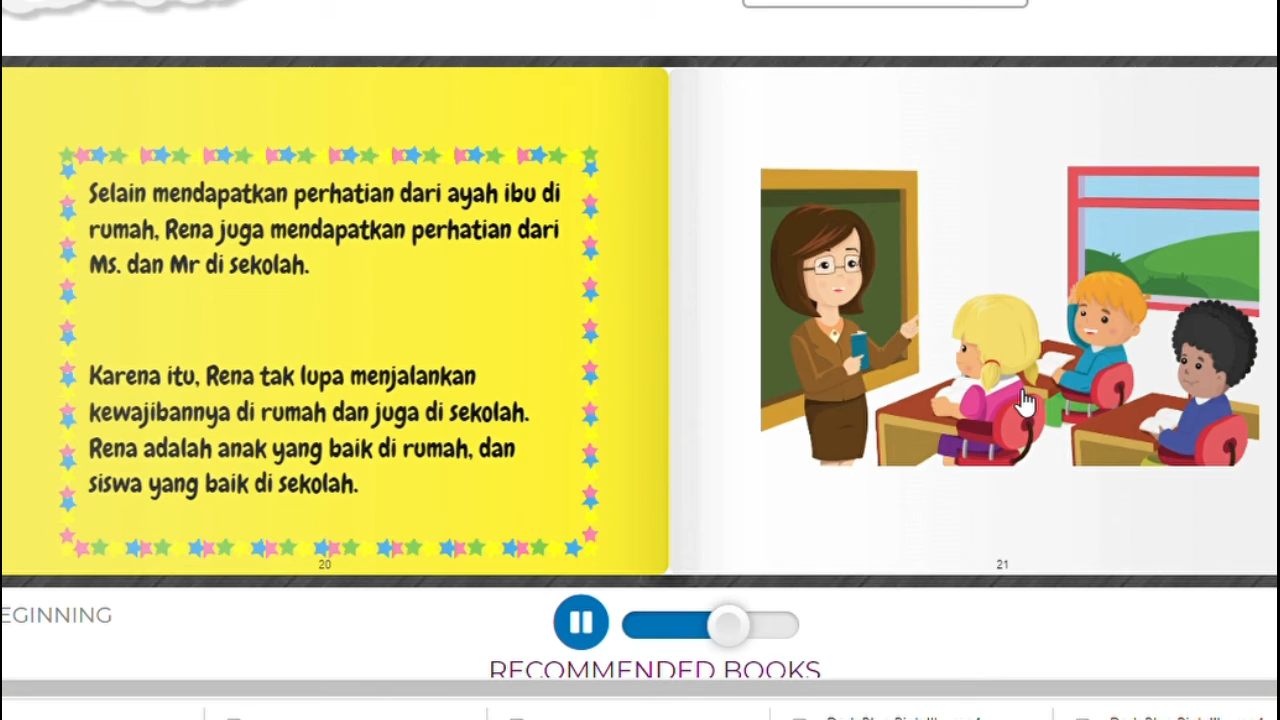 Selain mendapatkan perhatian dari ayah ibu di
rumah, Rena juga mendapatkan perhatian dari
Ms. dan Mr di sekolah.
Karena itu, Rena tak lupa menjalankan
kewajibannya di rumah dan juga di sekolah.
Rena adalah anak yang baik di rumah, dan
siswa yang baik di sekolah.
20
21
EGINNING
RECOMMENDED BOOKS